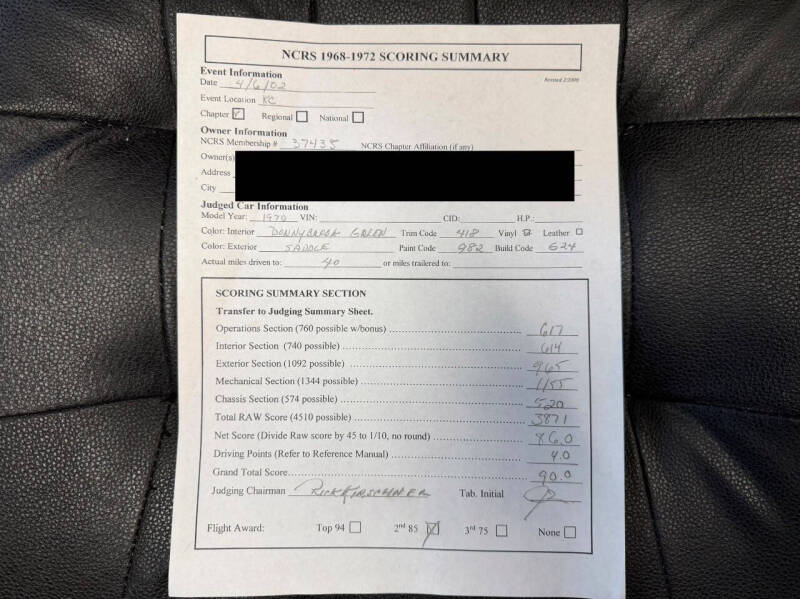 NCRS 1968-1972 SCORING SUMMARY
Event Information
Revised 2/2000
Date 4/6/02
Event Location KC
Chapter Regional National
Owner Information
NCRS Membership # 37435 NCRS Chapter Affiliation (if any)
Owner(s)
Address
City
Judged Car Information
Model Year: 1970 VIN: CID: H.P.:
Color: Interior DONNYBROOK GREEN Trim Code 418 Vinyl Leather
Color: Exterior SADDLE Paint Code 982 Build Code 624
Actual miles driven to: 40 or miles trailered to:
SCORING SUMMARY SECTION
Transfer to Judging Summary Sheet.
Operations Section (760 possible w/bonus) 617
Interior Section (740 possible) 614
Exterior Section (1092 possible) 965
Mechanical Section (1344 possible) 1155
Chassis Section (574 possible) 520
Total RAW Score (4510 possible) 3871
Net Score (Divide Raw score by 45 to 1/10, no round) 86.0
Driving Points (Refer to Reference Manual) 4.0
Grand Total Score 90.0
Judging Chairman RICK KIRSCHNER Tab. Initial
Flight Award: Top 94 2nd 85 3rd 75 None